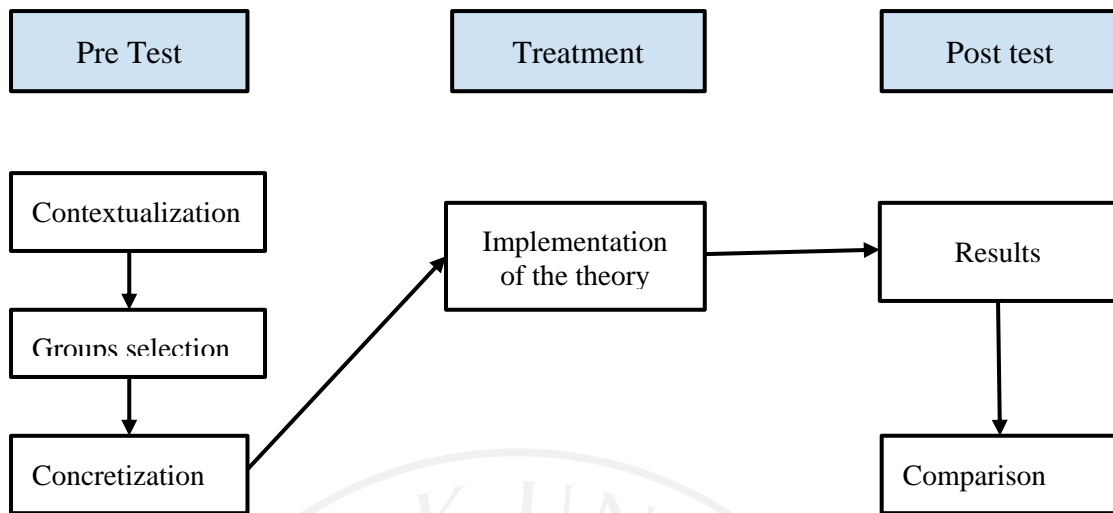 Pre Test
Treatment
Post test
Contextualization
Groups selection
Concretization
Implementation
of the theory
Results
Comparison